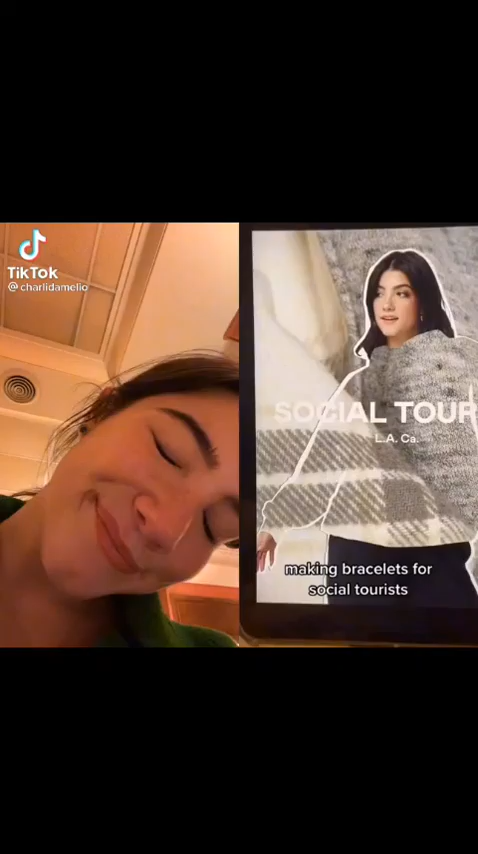 TikTok
@charlidamelio
SOCIAL TOUR
L.A. Ca.
making bracelets for
social tourists